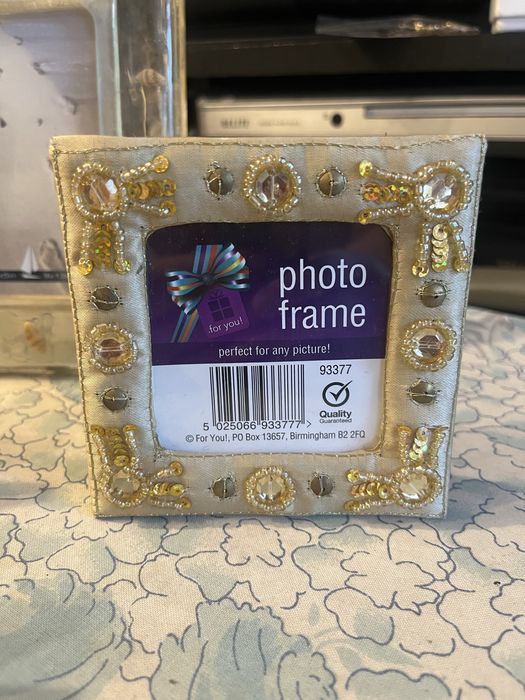 for you!
photo
frame
perfect for any picture!
93377
5 025066 933777 >
Quality
Guaranteed
© For You!, PO Box 13657, Birmingham B2 2FQ